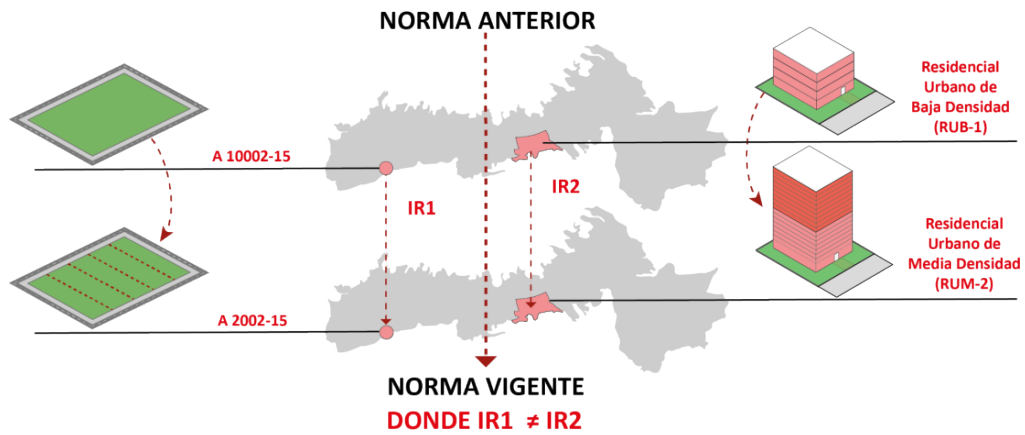 NORMA ANTERIOR
Residencial
Urbano de
Baja Densidad
(RUB-1)
A 10002-15
IR1
IR2
Residencial
Urbano de
Media Densidad
(RUM-2)
A 2002-15
NORMA VIGENTE
DONDE IR1 ≠ IR2